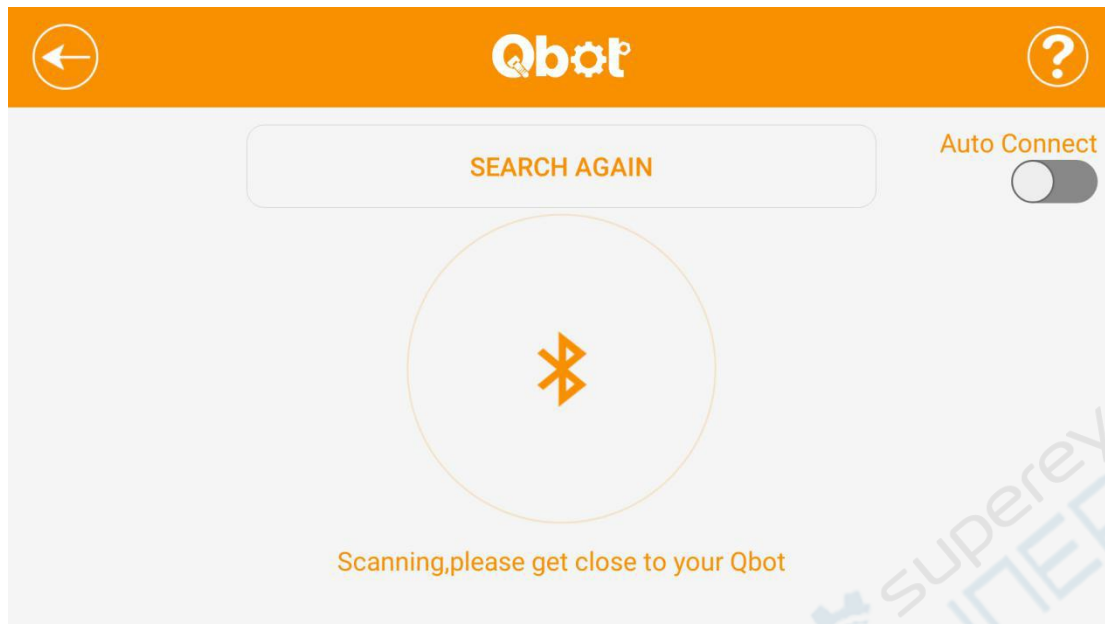 Qbot
?
SEARCH AGAIN
Auto Connect
Scanning,please get close to your Qbot